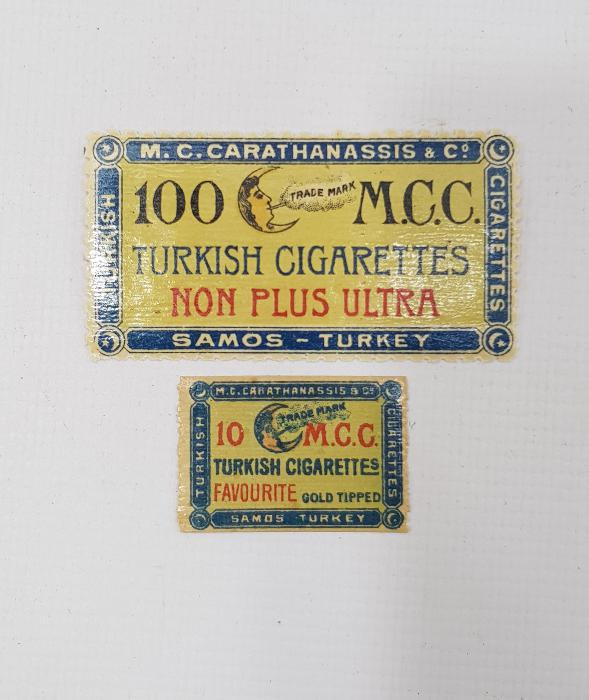 M. C. CARATHANASSIS & Cº
TURKISH
100 TRADE MARK M.C.C.
TURKISH CIGARETTES
NON PLUS ULTRA
CIGARETTES
SAMOS - TURKEY
M. C. CARATHANASSIS & Cº
TURKISH
10 TRADE MARK M.C.C.
TURKISH CIGARETTES
FAVOURITE GOLD TIPPED
CIGARETTES
SAMOS TURKEY